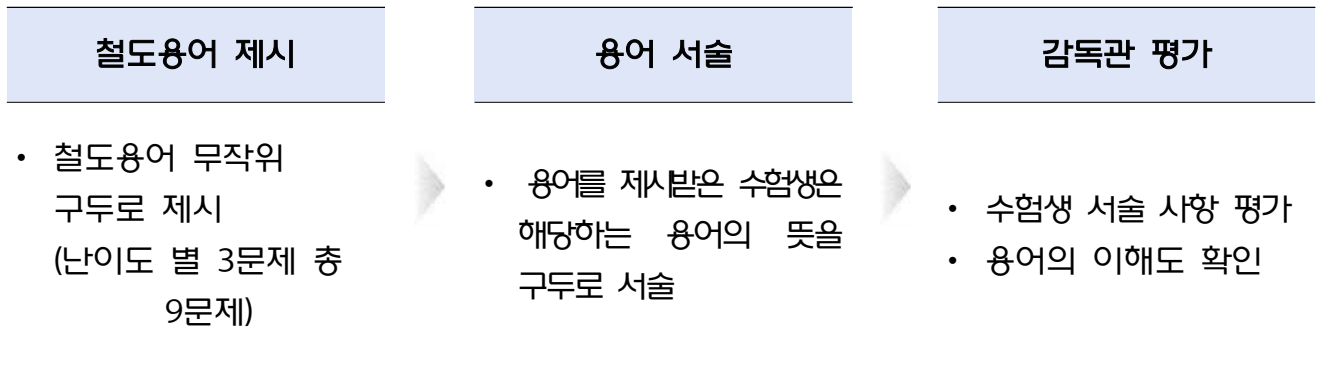 철도용어 제시
• 철도용어 무작위
구두로 제시
(난이도 별 3문제 총
9문제)
용어 서술
• 용어를 제시받은 수험생은
해당하는 용어의 뜻을
구두로 서술
감독관 평가
• 수험생 서술 사항 평가
• 용어의 이해도 확인